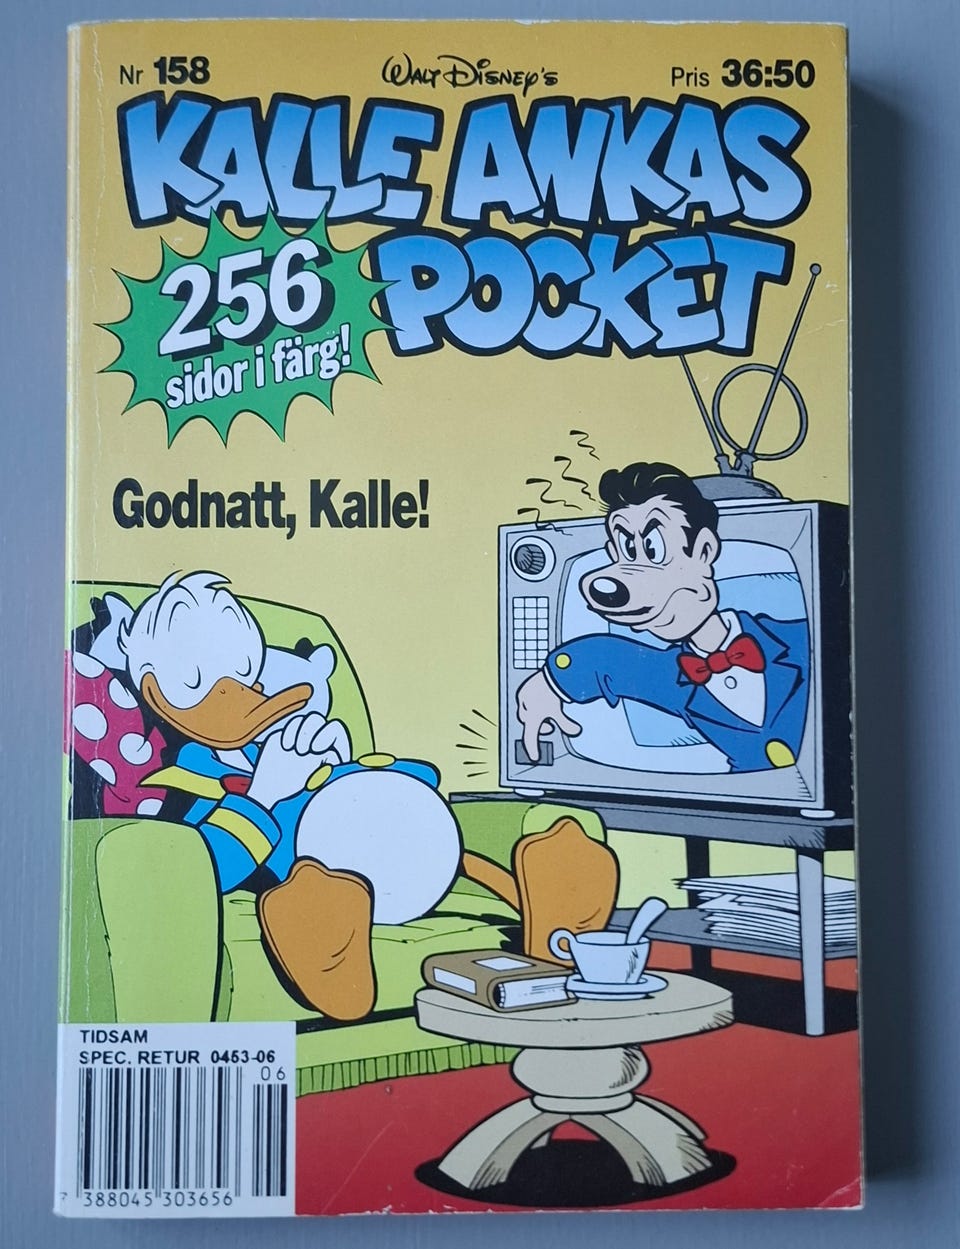 Nr 158
WALT DISNEY'S
Pris 36:50
KALLE ANKAS
POCKET
256
sidor i färg!
Godnatt, Kalle!
TIDSAM
SPEC. RETUR 0453-06
06
7 388045 303656